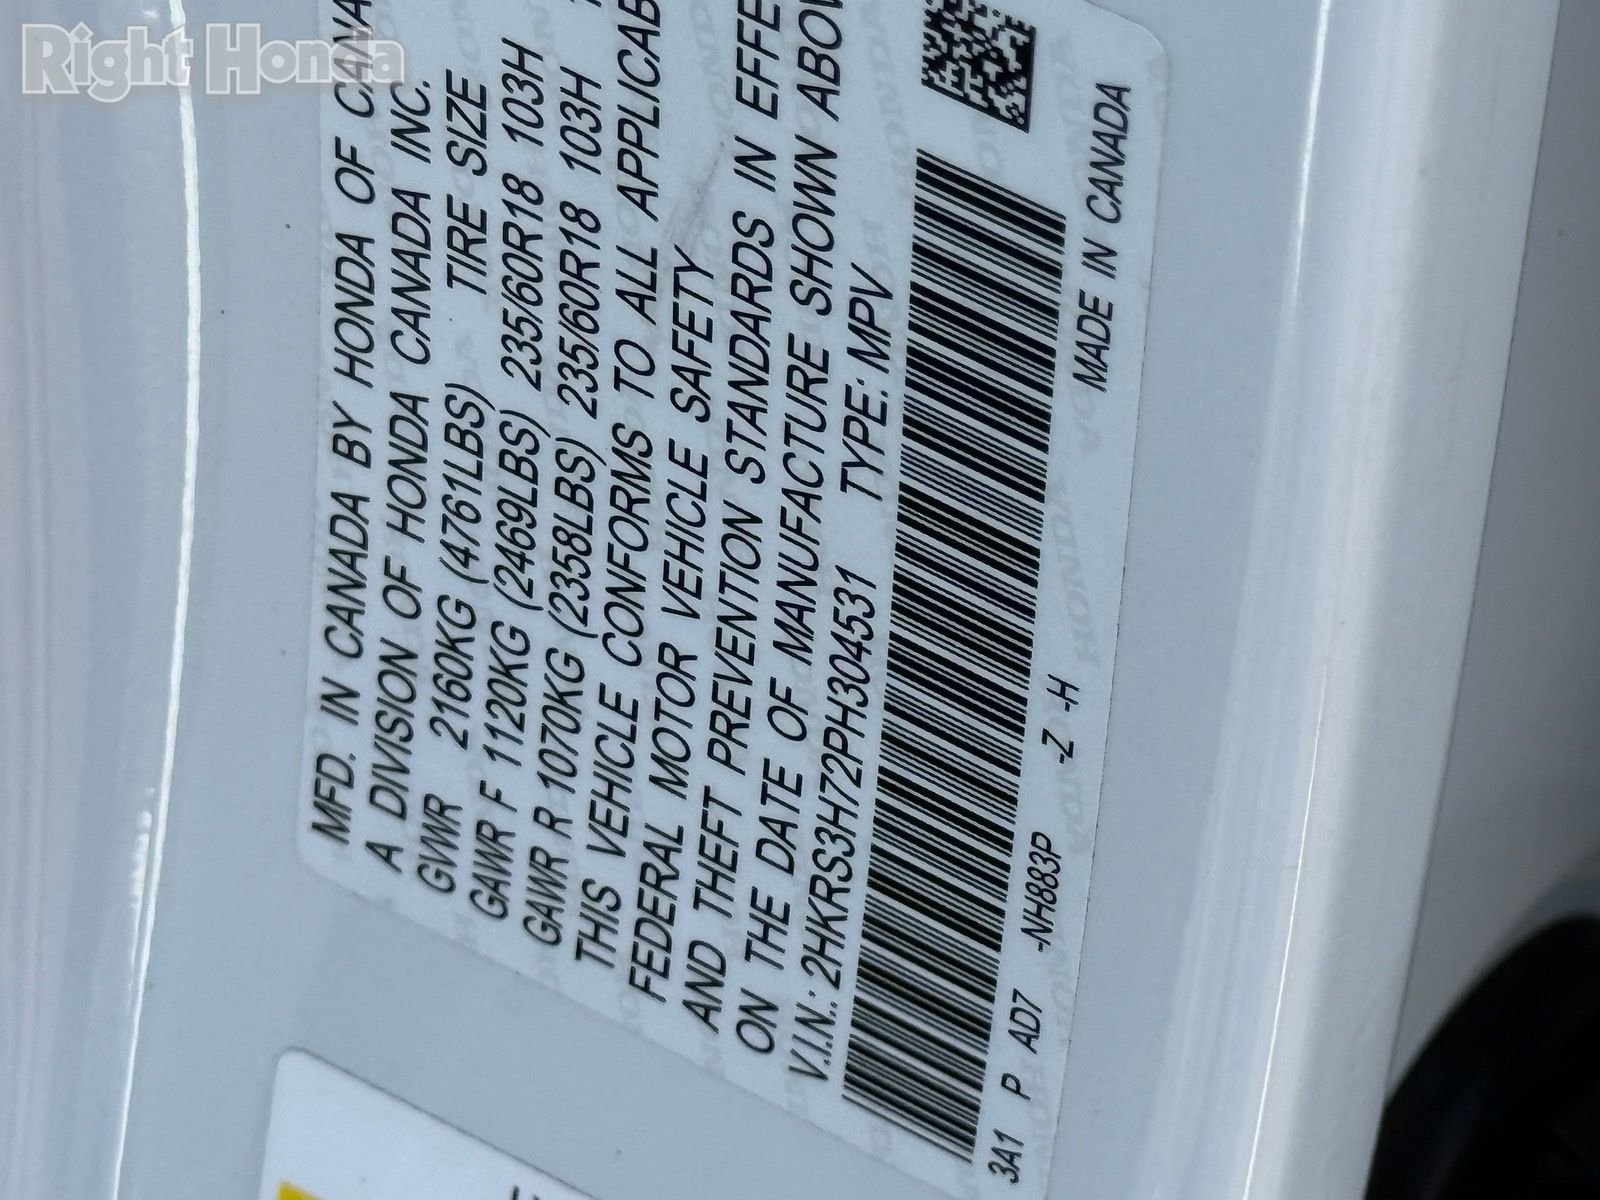 Right Honda
MFD. IN CANADA BY HONDA OF CANA
A DIVISION OF HONDA CANADA INC.
GVWR 2160KG (4761LBS) TIRE SIZE
GAWR F 1120KG (2469LBS) 235/60R18 103H
GAWR R 1070KG (2358LBS) 235/60R18 103H
THIS VEHICLE CONFORMS TO ALL APPLICAB
FEDERAL MOTOR VEHICLE SAFETY
AND THEFT PREVENTION STANDARDS IN EFFE
ON THE DATE OF MANUFACTURE SHOWN ABOV
V.I.N.: 2HKRS3H72PH304531 TYPE: MPV
3A1 P AD7 -NH883P -Z -H MADE IN CANADA